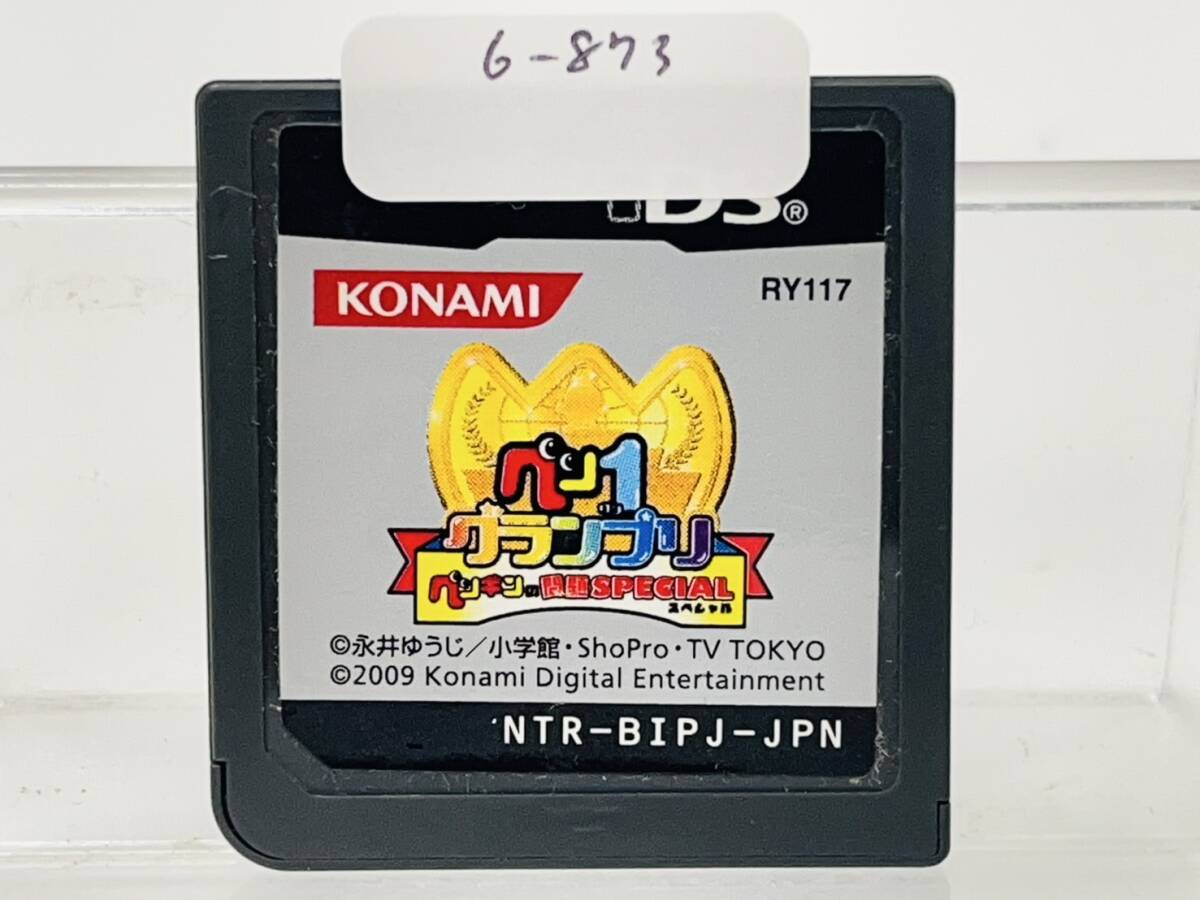 6-873
DS®
KONAMI
RY117
ペン1
グランプリ
ペンギンの問題SPECIAL
スペシャル
©永井ゆうじ/小学館・ShoPro・TV TOKYO
©2009 Konami Digital Entertainment
NTR-BIPJ-JPN